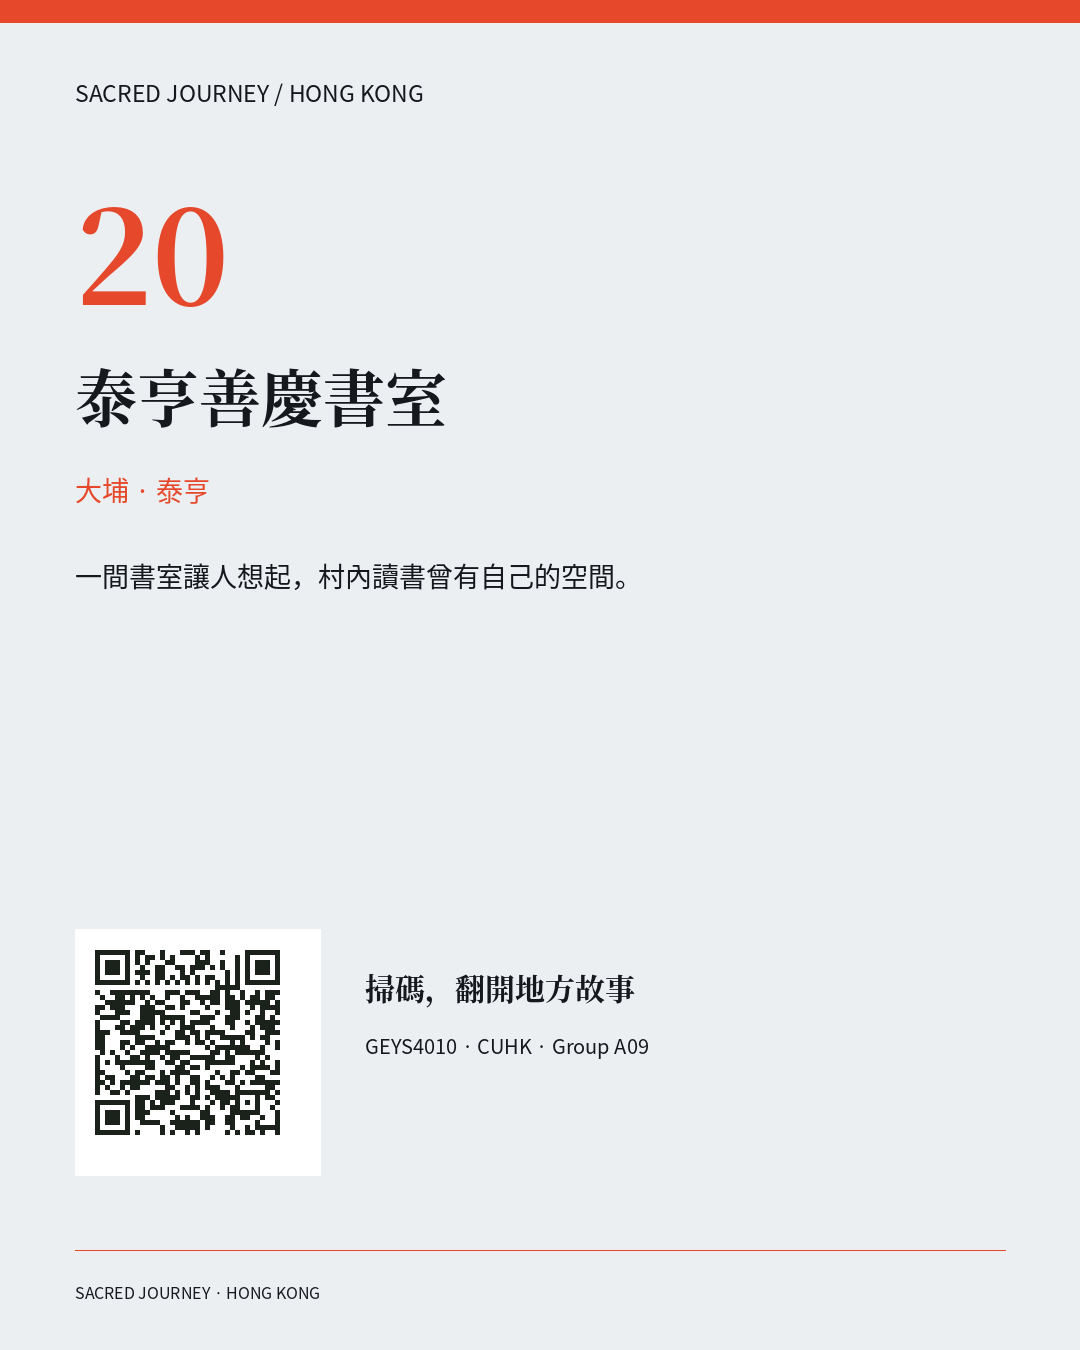 SACRED JOURNEY / HONG KONG
20
泰亨善慶書室
大埔 · 泰亨
一間書室讓人想起，村內讀書曾有自己的空間。
掃碼，翻開地方故事
GEYS4010 · CUHK · Group A09
SACRED JOURNEY · HONG KONG